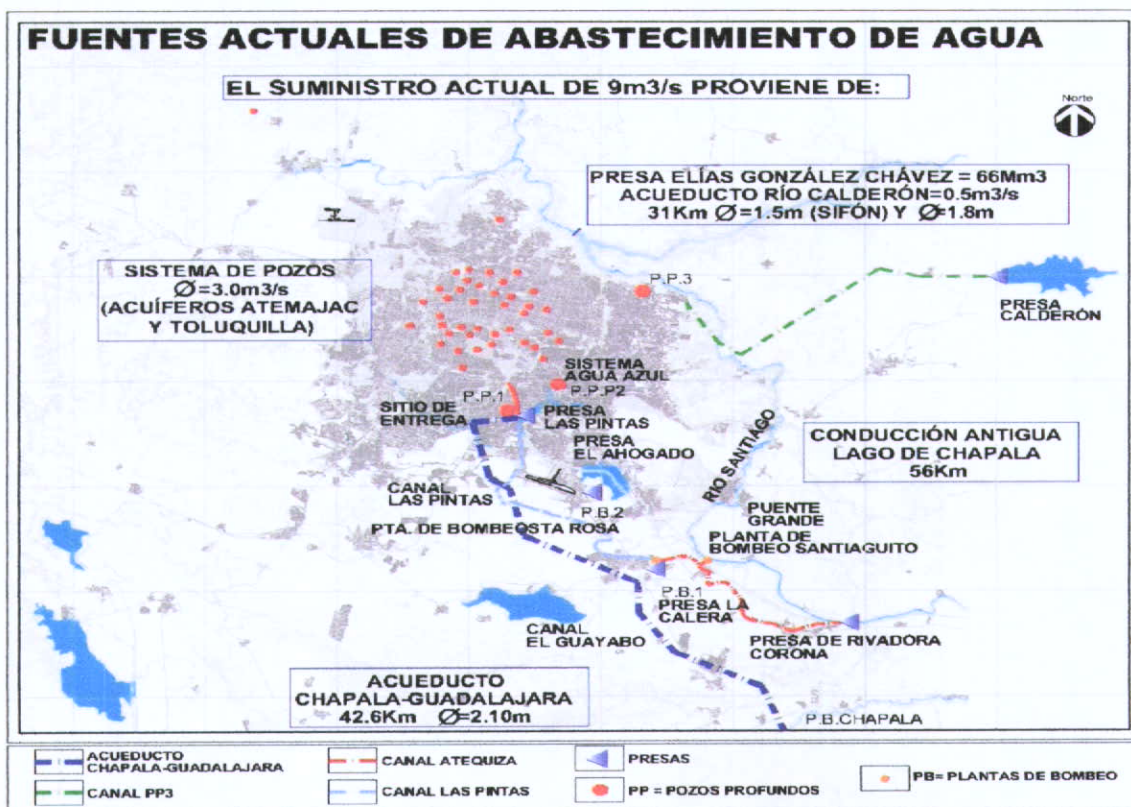 FUENTES ACTUALES DE ABASTECIMIENTO DE AGUA
EL SUMINISTRO ACTUAL DE 9m3/s PROVIENE DE:
Norte
PRESA ELÍAS GONZÁLEZ CHÁVEZ = 66Mm3
ACUEDUCTO RÍO CALDERÓN=0.5m3/s
31Km Ø=1.5m (SIFÓN) Y Ø=1.8m
SISTEMA DE POZOS
Ø=3.0m3/s
(ACUÍFEROS ATEMAJAC
Y TOLUQUILLA)
P.P.3
PRESA
CALDERÓN
SISTEMA
AGUA AZUL
P.P.P2
P.P.1
SITIO DE
ENTREGA
PRESA
LAS PINTAS
PRESA
EL AHOGADO
RIO SANTIAGO
CONDUCCIÓN ANTIGUA
LAGO DE CHAPALA
56Km
CANAL
LAS PINTAS
P.B.2
PTA. DE BOMBEOSTA ROSA
PUENTE
GRANDE
PLANTA DE
BOMBEO SANTIAGUITO
P.B.1
PRESA LA
CALERA
CANAL
EL GUAYABO
PRESA DE RIVADORA
CORONA
ACUEDUCTO
CHAPALA-GUADALAJARA
42.6Km Ø=2.10m
P.B.CHAPALA
ACUEDUCTO
CHAPALA-GUADALAJARA
CANAL ATEQUIZA
PRESAS
PB= PLANTAS DE BOMBEO
CANAL PP3
CANAL LAS PINTAS
PP = POZOS PROFUNDOS